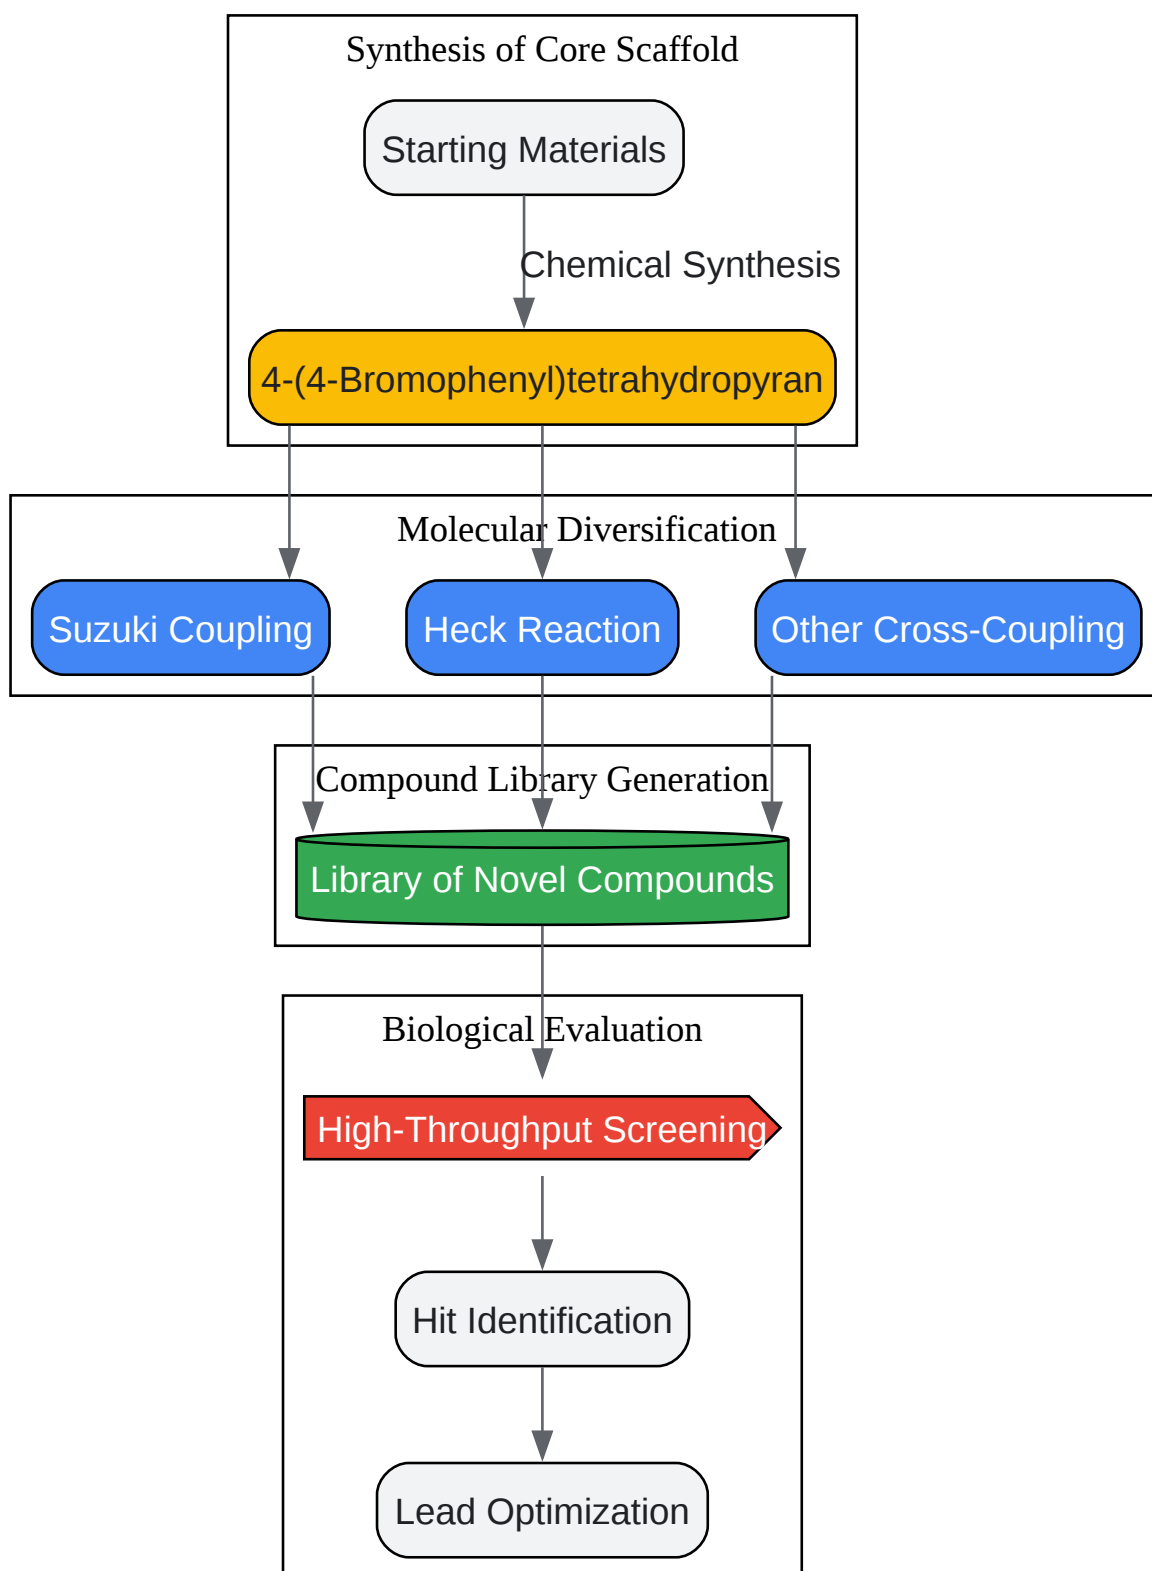 Synthesis of Core Scaffold
Starting Materials
Chemical Synthesis
4-(4-Bromophenyl)tetrahydropyran
Molecular Diversification
Suzuki Coupling
Heck Reaction
Other Cross-Coupling
Compound Library Generation
Library of Novel Compounds
Biological Evaluation
High-Throughput Screening
Hit Identification
Lead Optimization